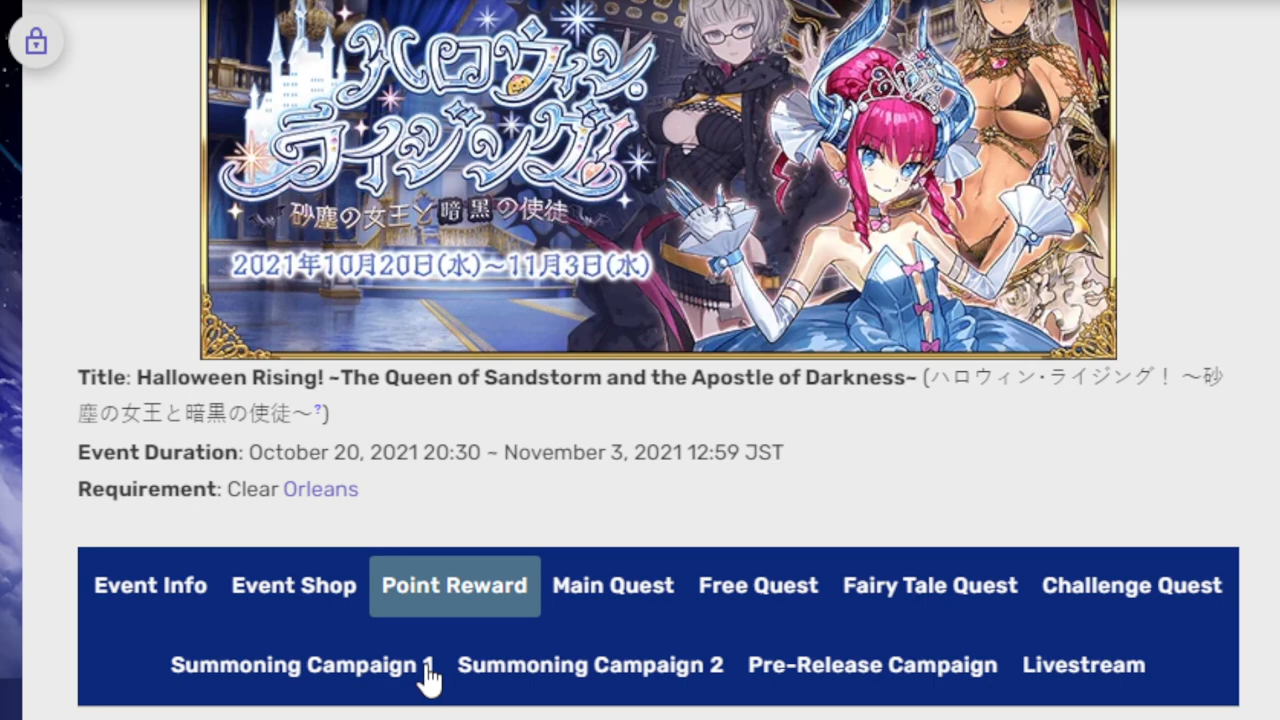 ハロウィン・
ライジング!
砂塵の女王と暗黒の使徒
2021年10月20日(水)~11月3日(水)
Title: Halloween Rising! ~The Queen of Sandstorm and the Apostle of Darkness~ (ハロウィン・ライジング！ ～砂
塵の女王と暗黒の使徒～?)
Event Duration: October 20, 2021 20:30 ~ November 3, 2021 12:59 JST
Requirement: Clear Orleans
Event Info Event Shop Point Reward Main Quest Free Quest Fairy Tale Quest Challenge Quest
Summoning Campaign 1 Summoning Campaign 2 Pre-Release Campaign Livestream